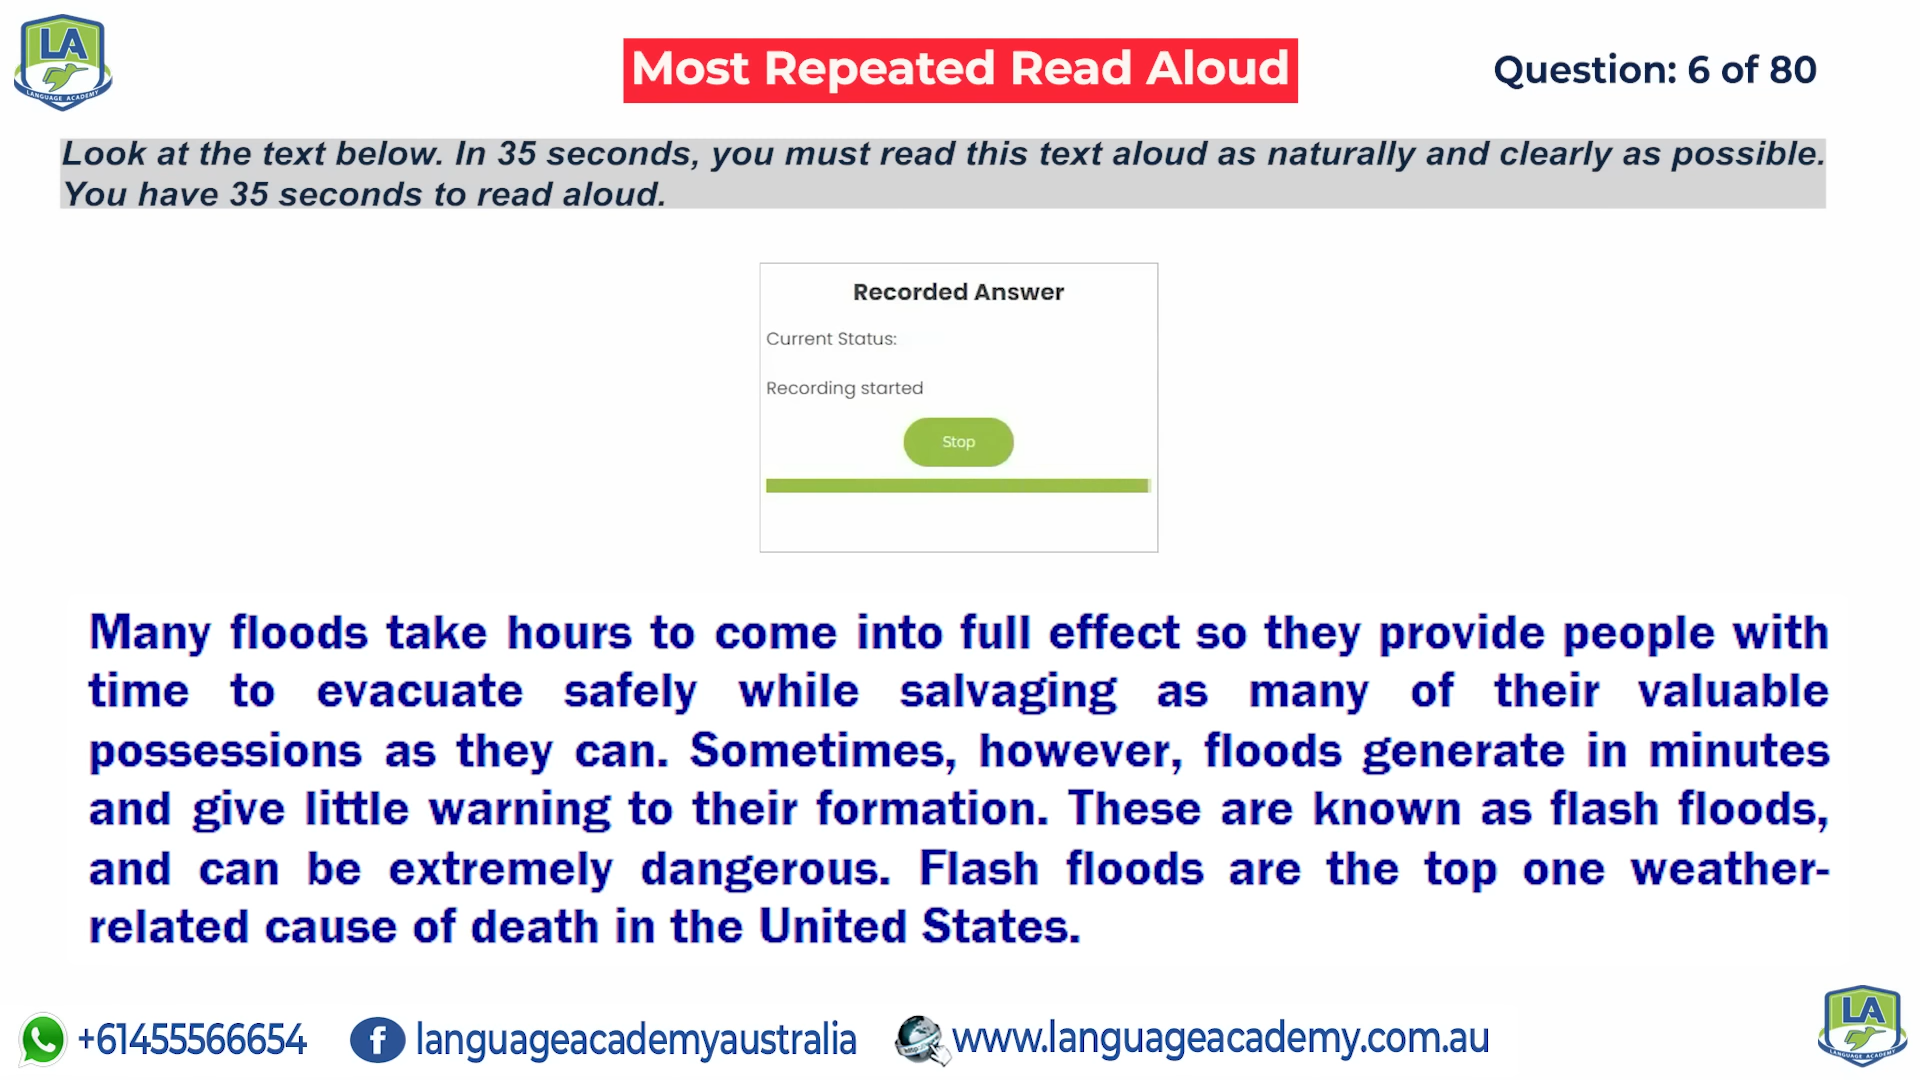 LA
LANGUAGE ACADEMY
Most Repeated Read Aloud
Question: 6 of 80
Look at the text below. In 35 seconds, you must read this text aloud as naturally and clearly as possible.
You have 35 seconds to read aloud.
Recorded Answer
Current Status:
Recording started
Stop
Many floods take hours to come into full effect so they provide people with
time to evacuate safely while salvaging as many of their valuable
possessions as they can. Sometimes, however, floods generate in minutes
and give little warning to their formation. These are known as flash floods,
and can be extremely dangerous. Flash floods are the top one weather-
related cause of death in the United States.
+61455566654
f
languageacademyaustralia
www.languageacademy.com.au
LA
LANGUAGE ACADEMY